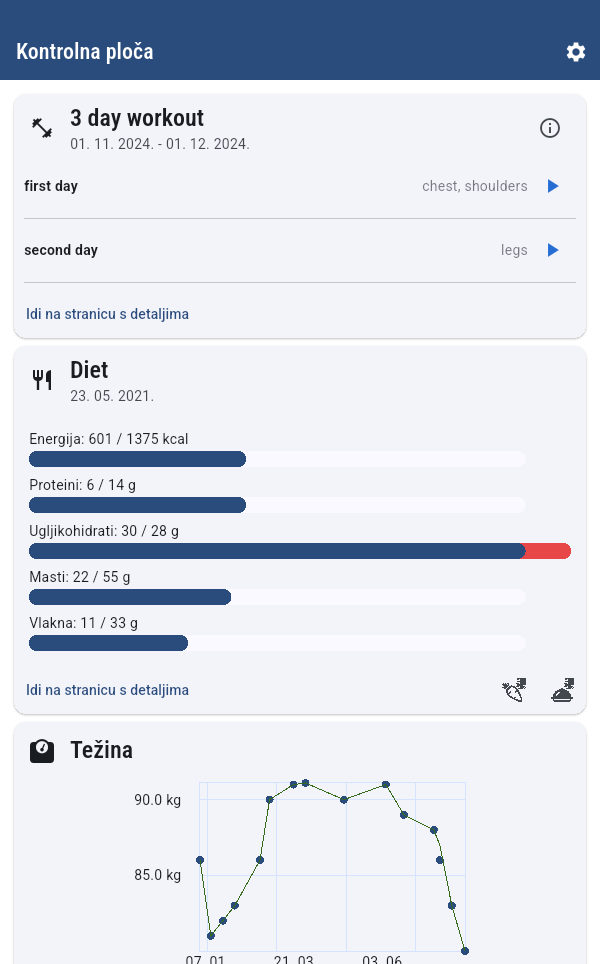 Kontrolna ploča
3 day workout
01. 11. 2024. - 01. 12. 2024.
first day
chest, shoulders
second day
legs
Idi na stranicu s detaljima
Diet
23. 05. 2021.
Energija: 601 / 1375 kcal
Proteini: 6 / 14 g
Ugljikohidrati: 30 / 28 g
Masti: 22 / 55 g
Vlakna: 11 / 33 g
Idi na stranicu s detaljima
Težina
90.0 kg
85.0 kg
07. 01 21. 03 03. 06